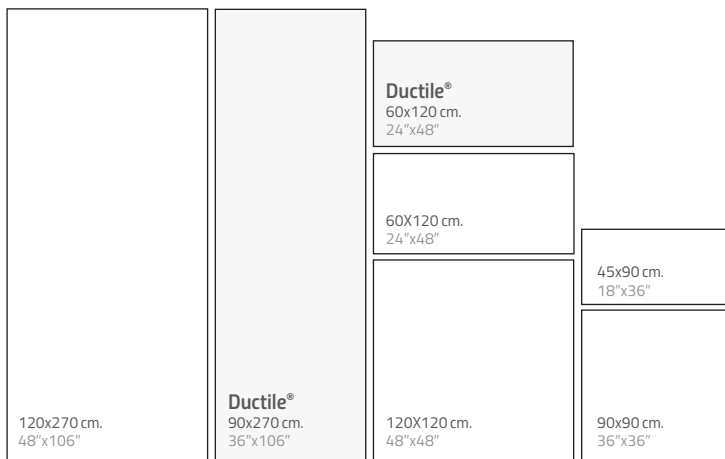 120x270 cm.
48”x106”
Ductile®
90x270 cm.
36”x106”
Ductile®
60x120 cm.
24”x48”
60X120 cm.
24”x48”
120X120 cm.
48”x48”
45x90 cm.
18”x36”
90x90 cm.
36”x36”